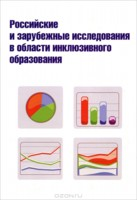 Российские
и зарубежные исследования
в области инклюзивного
образования